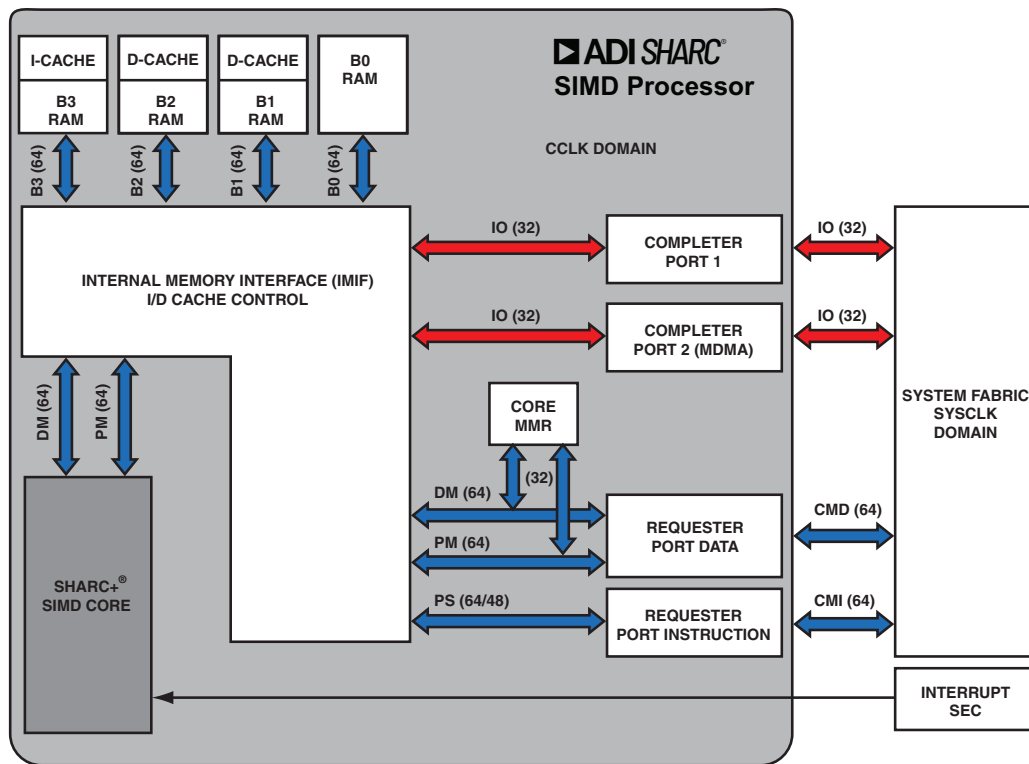 ADI SHARC®
SIMD Processor
CCLK DOMAIN
I-CACHE
B3
RAM
D-CACHE
B2
RAM
D-CACHE
B1
RAM
B0
RAM
B3 (64)
B2 (64)
B1 (64)
B0 (64)
INTERNAL MEMORY INTERFACE (IMIF)
I/D CACHE CONTROL
IO (32)
COMPLETER
PORT 1
IO (32)
IO (32)
COMPLETER
PORT 2 (MDMA)
IO (32)
SYSTEM FABRIC
SYSCLK
DOMAIN
DM (64)
PM (64)
CORE
MMR
(32)
DM (64)
PM (64)
REQUESTER
PORT DATA
CMD (64)
PS (64/48)
REQUESTER
PORT INSTRUCTION
CMI (64)
SHARC+®
SIMD CORE
INTERRUPT
SEC